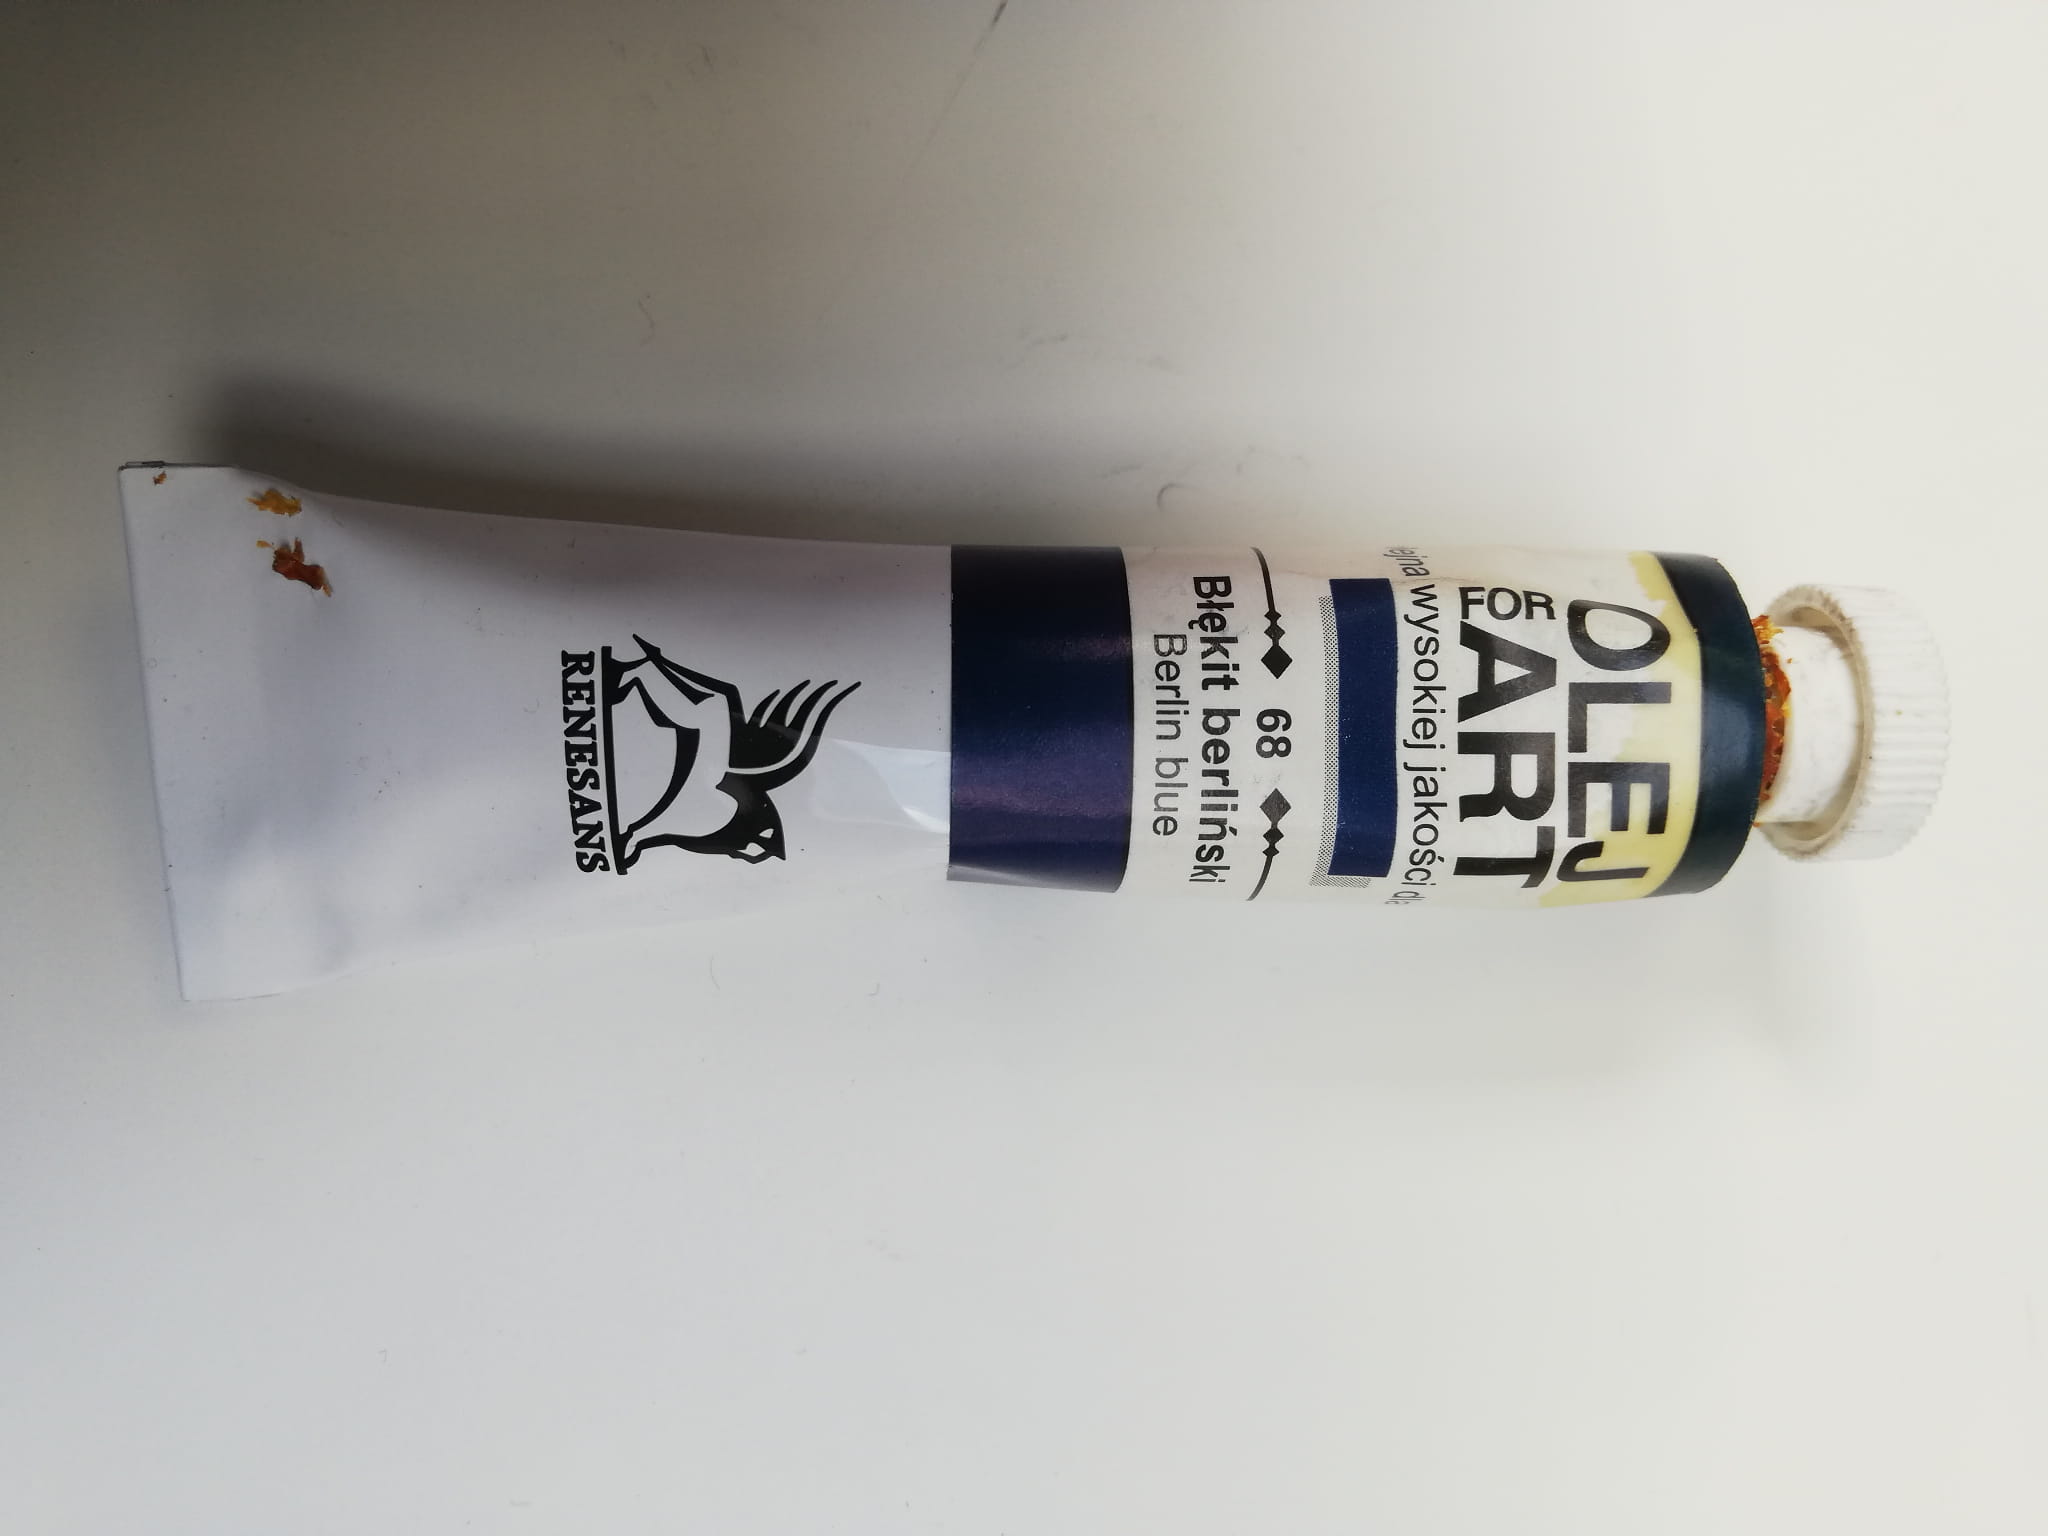 OLEJ
FOR
ART
wysokiej jakości
68
Błękit berliński
Berlin blue
RENESANS